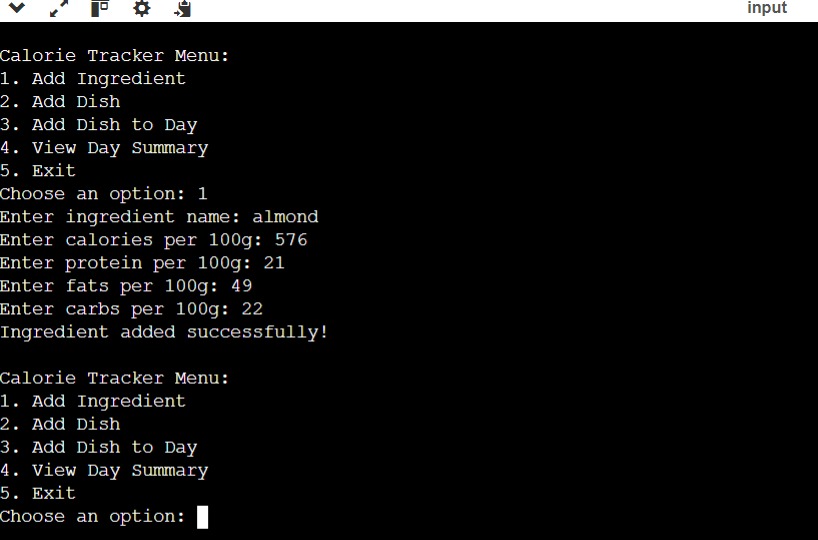 input
Calorie Tracker Menu:
1. Add Ingredient
2. Add Dish
3. Add Dish to Day
4. View Day Summary
5. Exit
Choose an option: 1
Enter ingredient name: almond
Enter calories per 100g: 576
Enter protein per 100g: 21
Enter fats per 100g: 49
Enter carbs per 100g: 22
Ingredient added successfully!
Calorie Tracker Menu:
1. Add Ingredient
2. Add Dish
3. Add Dish to Day
4. View Day Summary
5. Exit
Choose an option: